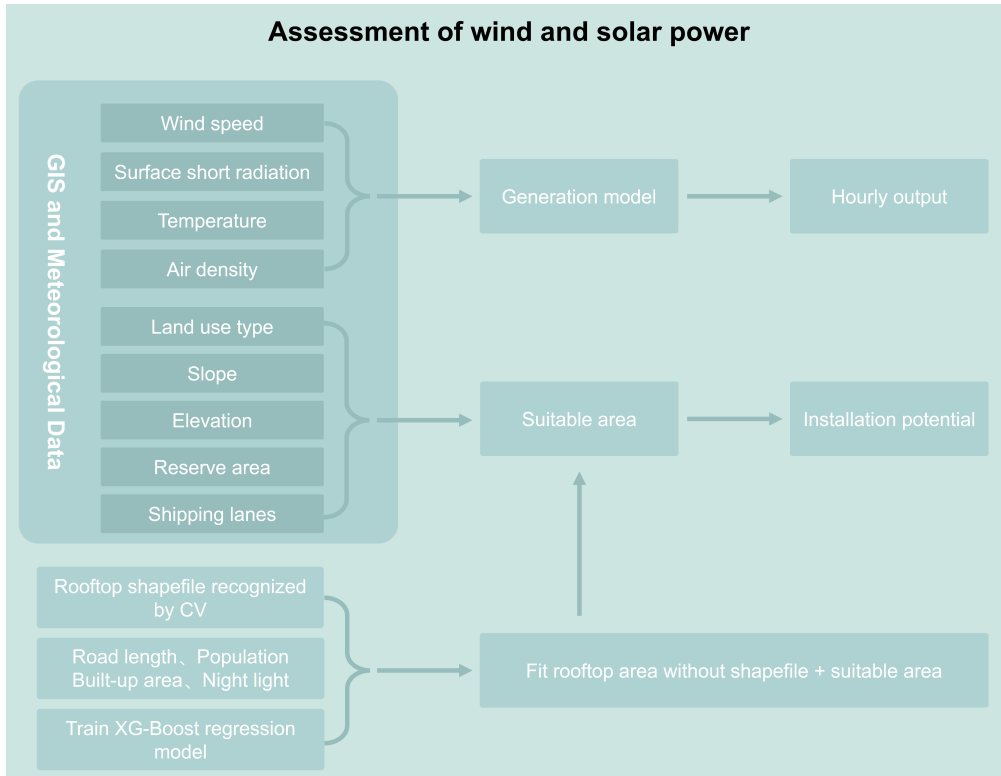 Assessment of wind and solar power
GIS and Meteorological Data
Wind speed
Surface short radiation
Temperature
Air density
Land use type
Slope
Elevation
Reserve area
Shipping lanes
Generation model
Hourly output
Suitable area
Installation potential
Rooftop shapefile recognized
by CV
Road length、Population
Built-up area、Night light
Train XG-Boost regression
model
Fit rooftop area without shapefile + suitable area